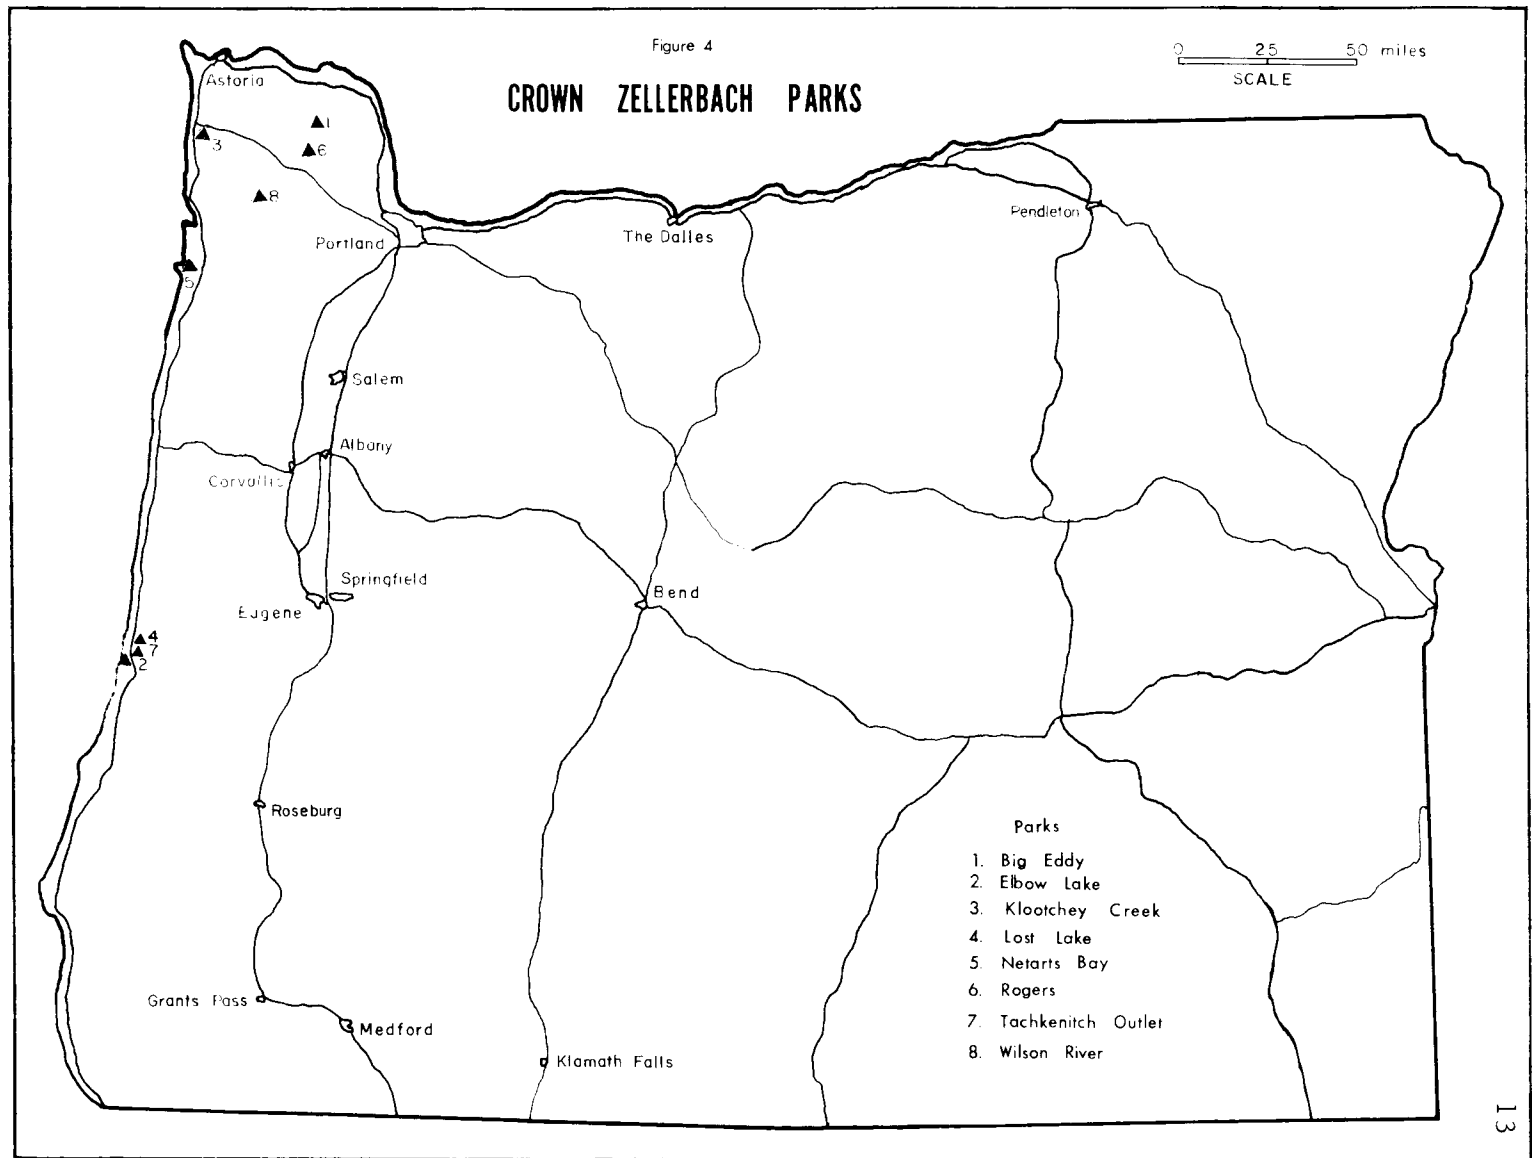 Figure 4
CROWN ZELLERBACH PARKS
0 25 50 miles
SCALE
Astoria
1
3
6
8
Portland
The Dalles
Pendleton
5
Salem
Albany
Corvallis
Springfield
Eugene
Bend
4
7
2
Roseburg
Grants Pass
Medford
Klamath Falls
Parks
1. Big Eddy
2. Elbow Lake
3. Klootchey Creek
4. Lost Lake
5. Netarts Bay
6. Rogers
7. Tachkenitch Outlet
8. Wilson River
13